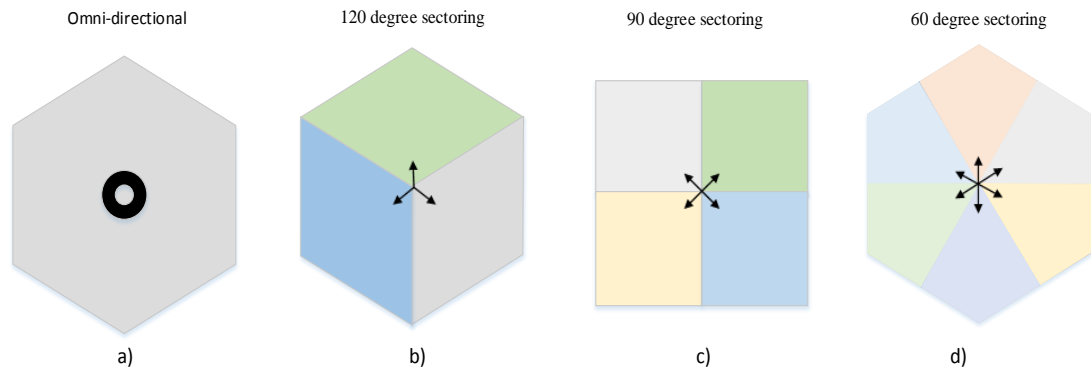 Omni-directional
120 degree sectoring
90 degree sectoring
60 degree sectoring
a)
b)
c)
d)